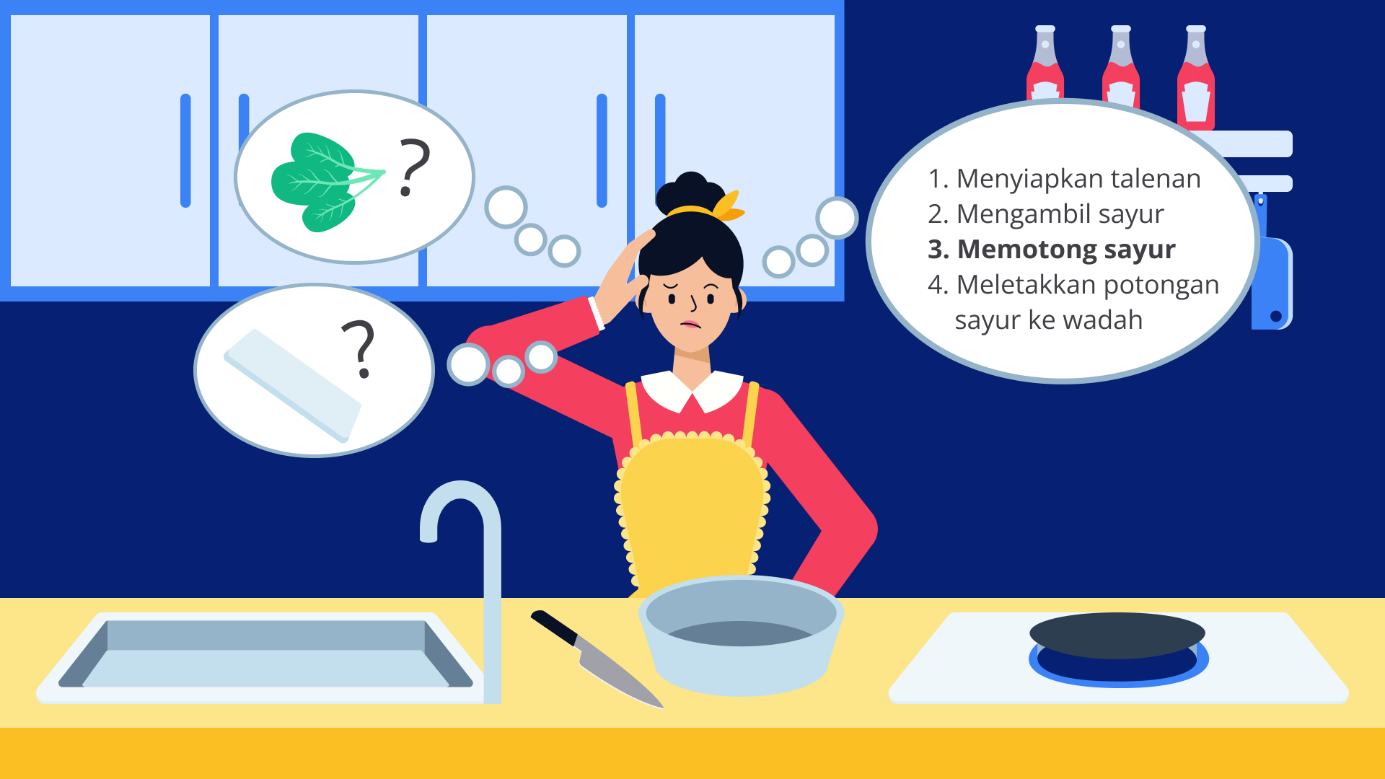 ?
?
1. Menyiapkan talenan
2. Mengambil sayur
3. Memotong sayur
4. Meletakkan potongan
sayur ke wadah